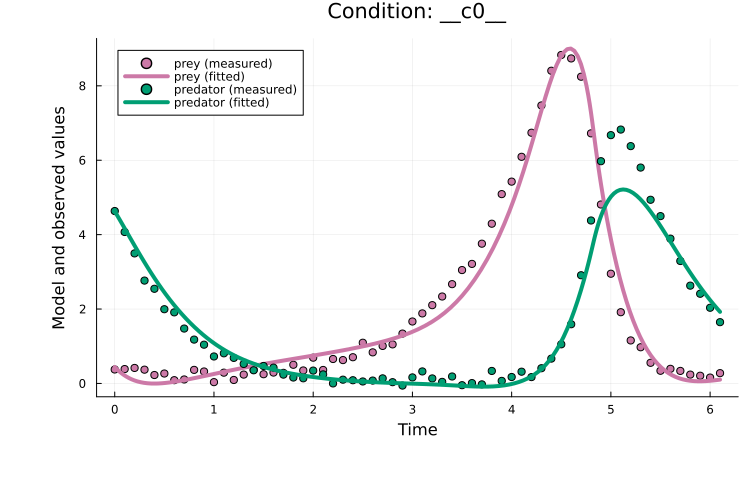 Condition: __c0__
prey (measured)
prey (fitted)
predator (measured)
predator (fitted)
Model and observed values
8
6
4
2
0
0 1 2 3 4 5 6
Time